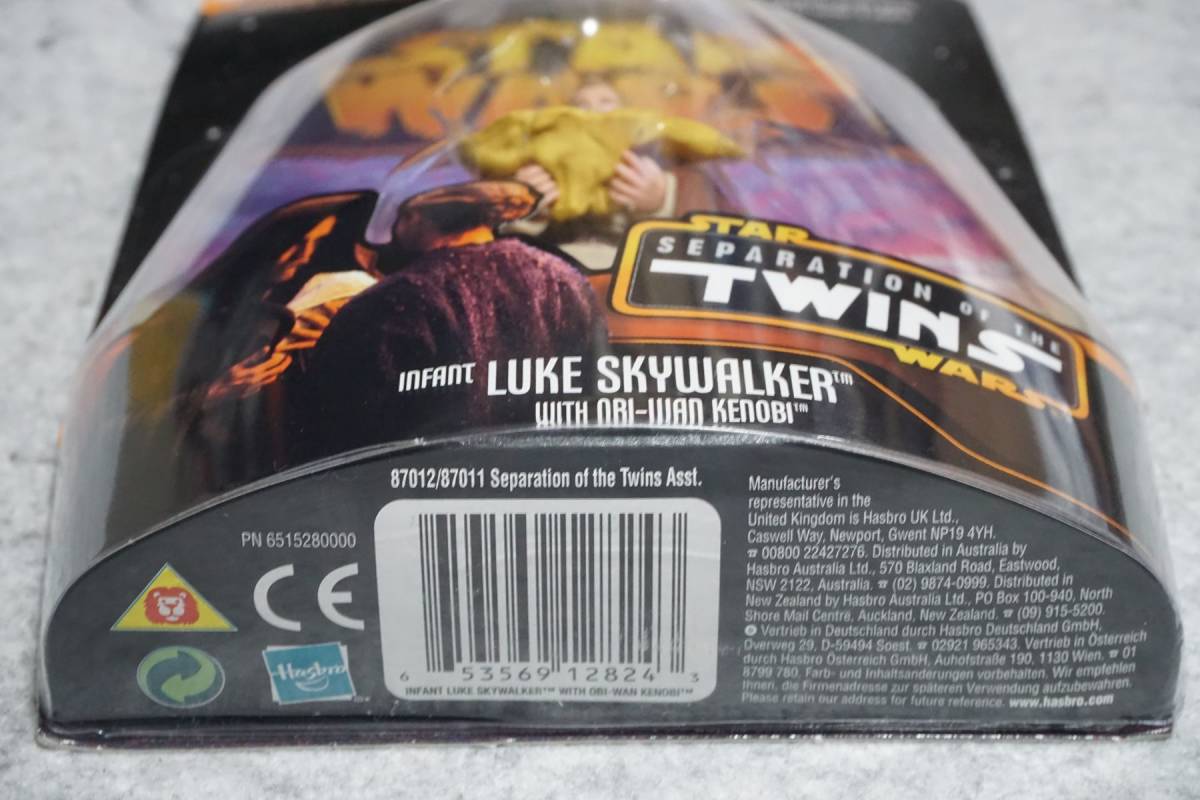 STAR
SEPARATION OF THE
TWINS
WARS™
INFANT LUKE SKYWALKER™
WITH OBI-WAN KENOBI™
87012/87011 Separation of the Twins Asst.
PN 6515280000
CE
Hasbro
6 53569 12824 3
INFANT LUKE SKYWALKER™ WITH OBI-WAN KENOBI™
Manufacturer's
representative in the
United Kingdom is Hasbro UK Ltd.,
Caswell Way, Newport, Gwent NP19 4YH.
☎ 00800 22427276. Distributed in Australia by
Hasbro Australia Ltd., 570 Blaxland Road, Eastwood,
NSW 2122, Australia. ☎ (02) 9874-0999. Distributed in
New Zealand by Hasbro Australia Ltd., PO Box 100-940, North
Shore Mail Centre, Auckland, New Zealand. ☎ (09) 915-5200.
Vertrieb in Deutschland durch Hasbro Deutschland GmbH,
Overweg 29, D-59494 Soest. ☎ 02921 965343. Vertrieb in Österreich
durch Hasbro Österreich GmbH, Auhofstraße 190, 1130 Wien. ☎ 01
8799 780. Farb- und Inhaltsänderungen vorbehalten. Wir empfehlen
Ihnen, die Firmenadresse zur späteren Verwendung aufzubewahren.
Please retain our address for future reference. www.hasbro.com